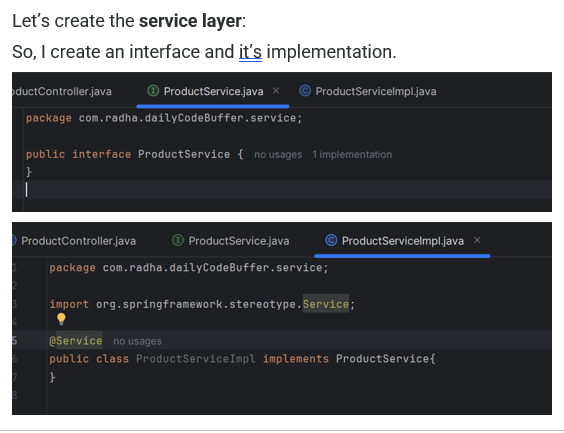 Let's create the service layer:
So, I create an interface and it's implementation.
oductController.java ProductService.java × ProductServiceImpl.java
package com.radha.dailyCodeBuffer.service;
public interface ProductService { no usages 1 implementation
}
ProductController.java ProductService.java ProductServiceImpl.java ×
1 package com.radha.dailyCodeBuffer.service;
2
3 import org.springframework.stereotype.Service;
4
5 @Service no usages
6 public class ProductServiceImpl implements ProductService{
7 }
8